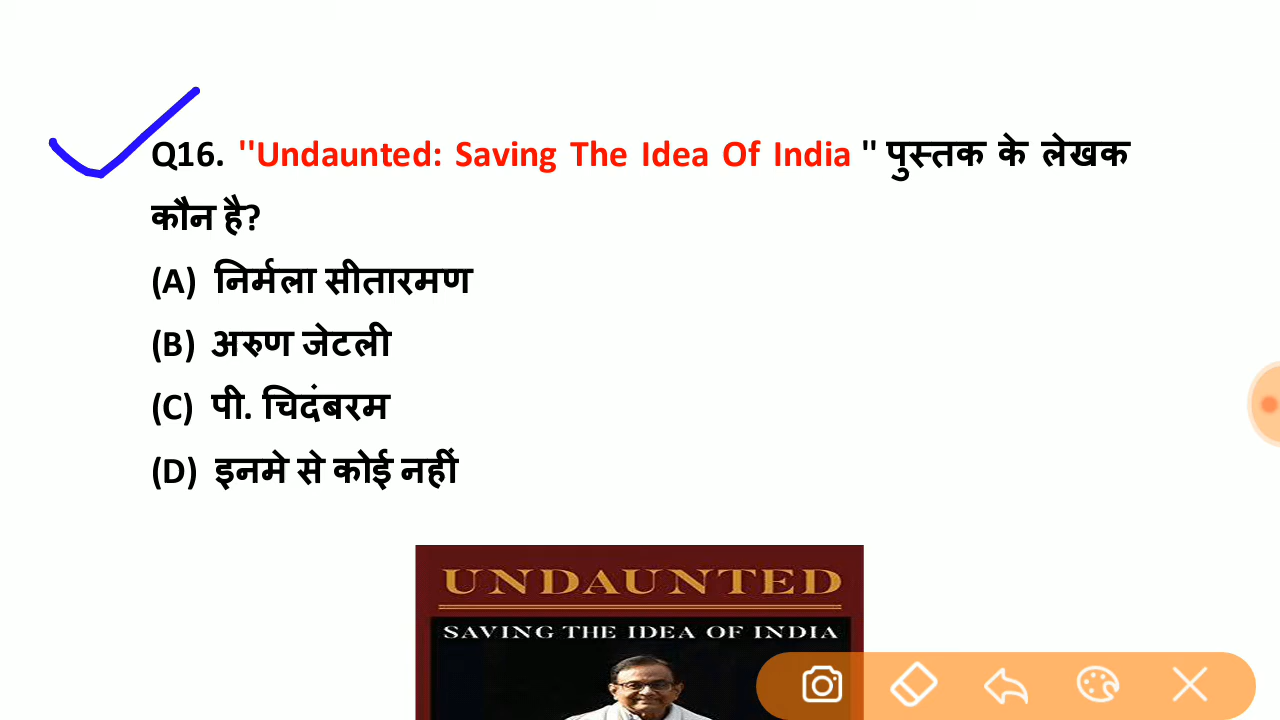 Q16. ''Undaunted: Saving The Idea Of India " पुस्तक के लेखक
कौन है?
(A) निर्मला सीतारमण
(B) अरुण जेटली
(C) पी. चिदंबरम
(D) इनमे से कोई नहीं
UNDAUNTED
SAVING THE IDEA OF INDIA